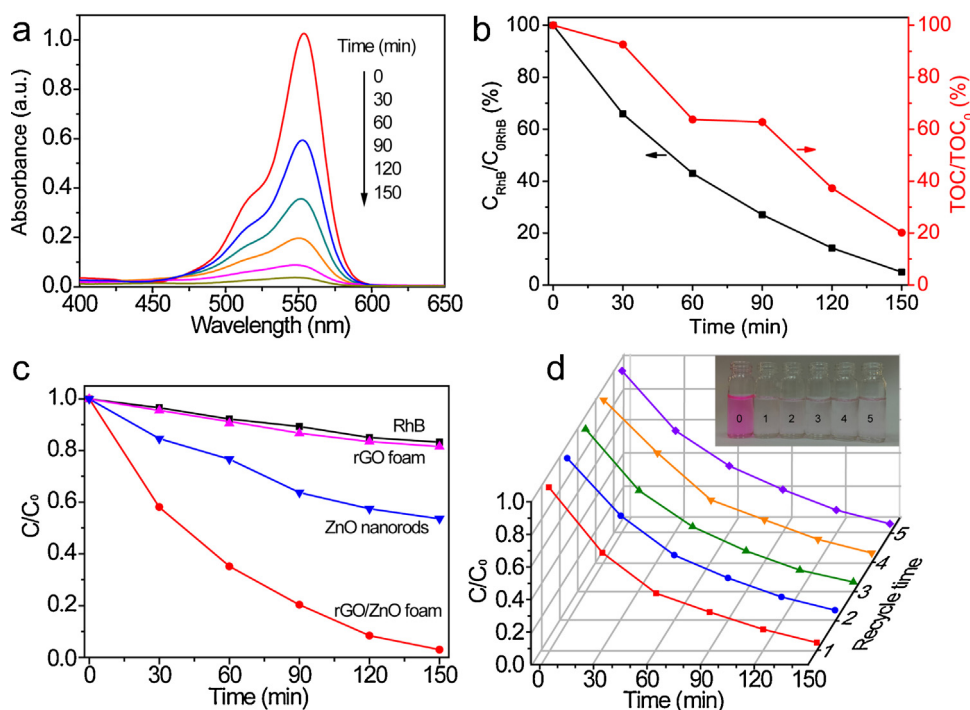 a
Absorbance (a.u.)
1.0
0.8
0.6
0.4
0.2
0.0
400 450 500 550 600 650
Wavelength (nm)
Time (min)
0
30
60
90
120
150
b
C_RhB/C_0RhB (%)
100
80
60
40
20
0
0 30 60 90 120 150
Time (min)
100
80
60
40
20
0
TOC/TOC₀ (%)
c
C/C₀
1.0
0.8
0.6
0.4
0.2
0.0
RhB
rGO foam
ZnO nanorods
rGO/ZnO foam
0 30 60 90 120 150
Time (min)
d
0 1 2 3 4 5
C/C₀
1.0
0.8
0.6
0.4
0.2
0.0
0 30 60 90 120 150
Time (min)
5
4
3
2
1
Recycle time